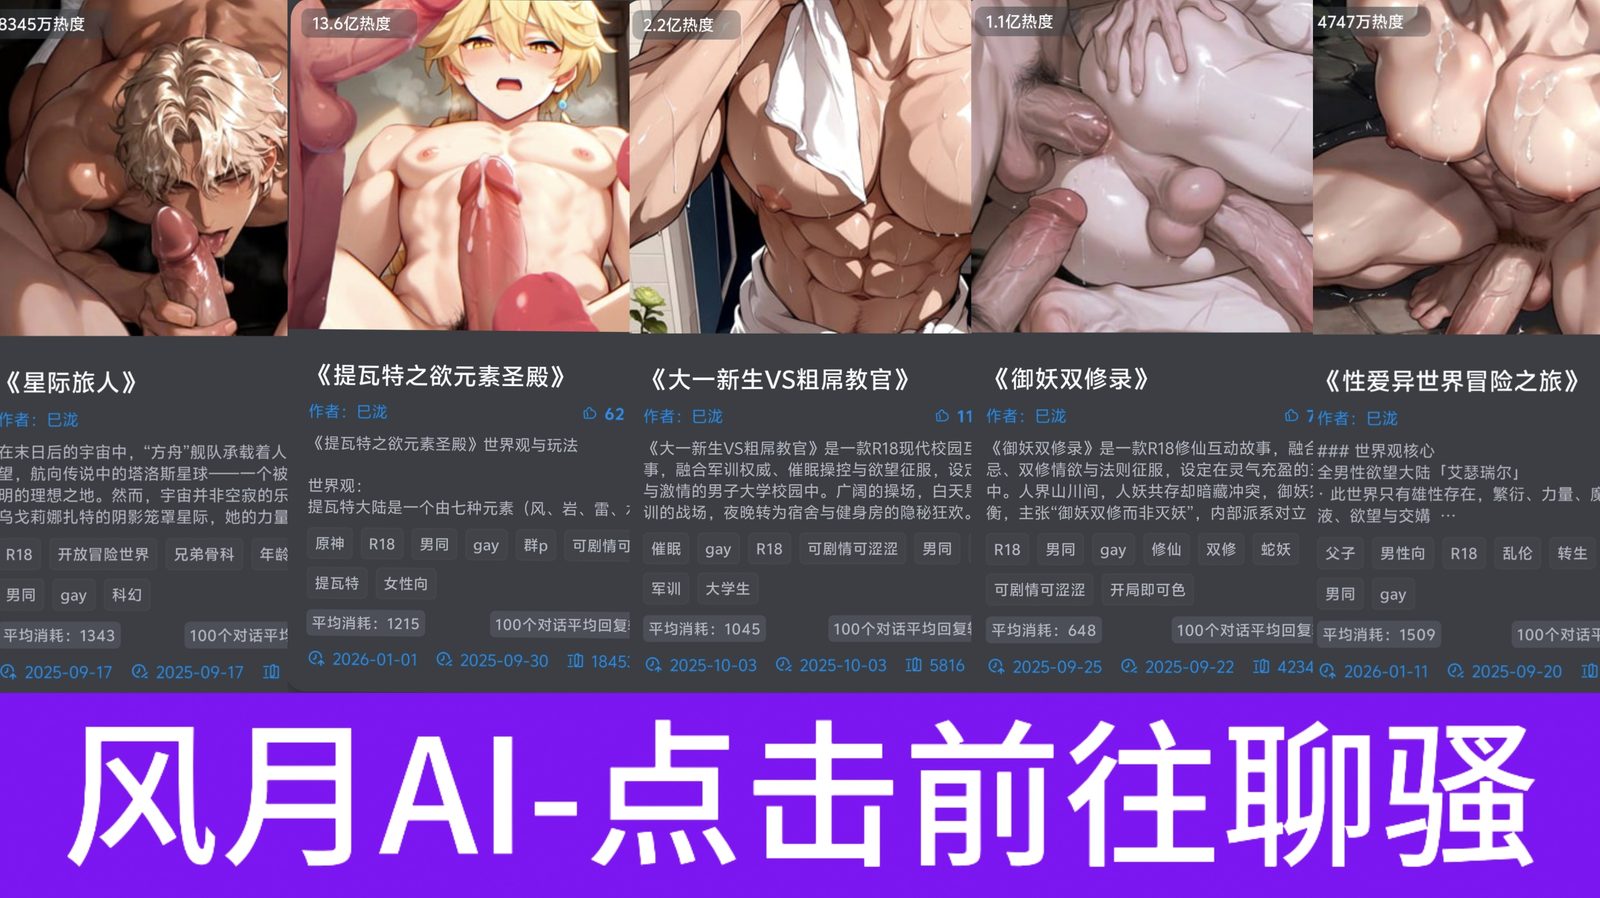 8345万热度
《星际旅人》
作者：巳泷
在末日后的宇宙中，“方舟”舰队承载着人
望，航向传说中的塔洛斯星球——一个被
明的理想之地。然而，宇宙并非空寂的乐
乌戈莉娜扎特的阴影笼罩星际，她的力量
R18
开放冒险世界
兄弟骨科
年龄
男同
gay
科幻
平均消耗：1343
100个对话平均
2025-09-17
2025-09-17
13.6亿热度
《提瓦特之欲元素圣殿》
作者：巳泷
62
《提瓦特之欲元素圣殿》世界观与玩法
世界观：
提瓦特大陆是一个由七种元素（风、岩、雷、
原神
R18
男同
gay
群p
可剧情可
提瓦特
女性向
平均消耗：1215
100个对话平均回复
2026-01-01
2025-09-30
1845
2.2亿热度
《大一新生VS粗屌教官》
作者：巳泷
11
《大一新生VS粗屌教官》是一款R18现代校园互
事，融合军训权威、催眠操控与欲望征服，设定
与激情的男子大学校园中。广阔的操场，白天是
训的战场，夜晚转为宿舍与健身房的隐秘狂欢。
催眠
gay
R18
可剧情可涩涩
男同
军训
大学生
平均消耗：1045
100个对话平均回复
2025-10-03
2025-10-03
5816
1.1亿热度
《御妖双修录》
作者：巳泷
7
《御妖双修录》是一款R18修仙互动故事，融合
忌、双修情欲与法则征服，设定在灵气充盈的
中。人界山川间，人妖共存却暗藏冲突，御妖
衡，主张“御妖双修而非灭妖”，内部派系对立
R18
男同
gay
修仙
双修
蛇妖
可剧情可涩涩
开局即可色
平均消耗：648
100个对话平均回复
2025-09-25
2025-09-22
4234
4747万热度
《性爱异世界冒险之旅》
作者：巳泷
### 世界观核心
全男性欲望大陆「艾瑟瑞尔」
· 此世界只有雄性存在，繁衍、力量、魔
液、欲望与交媾 …
父子
男性向
R18
乱伦
转生
男同
gay
平均消耗：1509
100个对话平
2026-01-11
2025-09-20
风月AI-点击前往聊骚